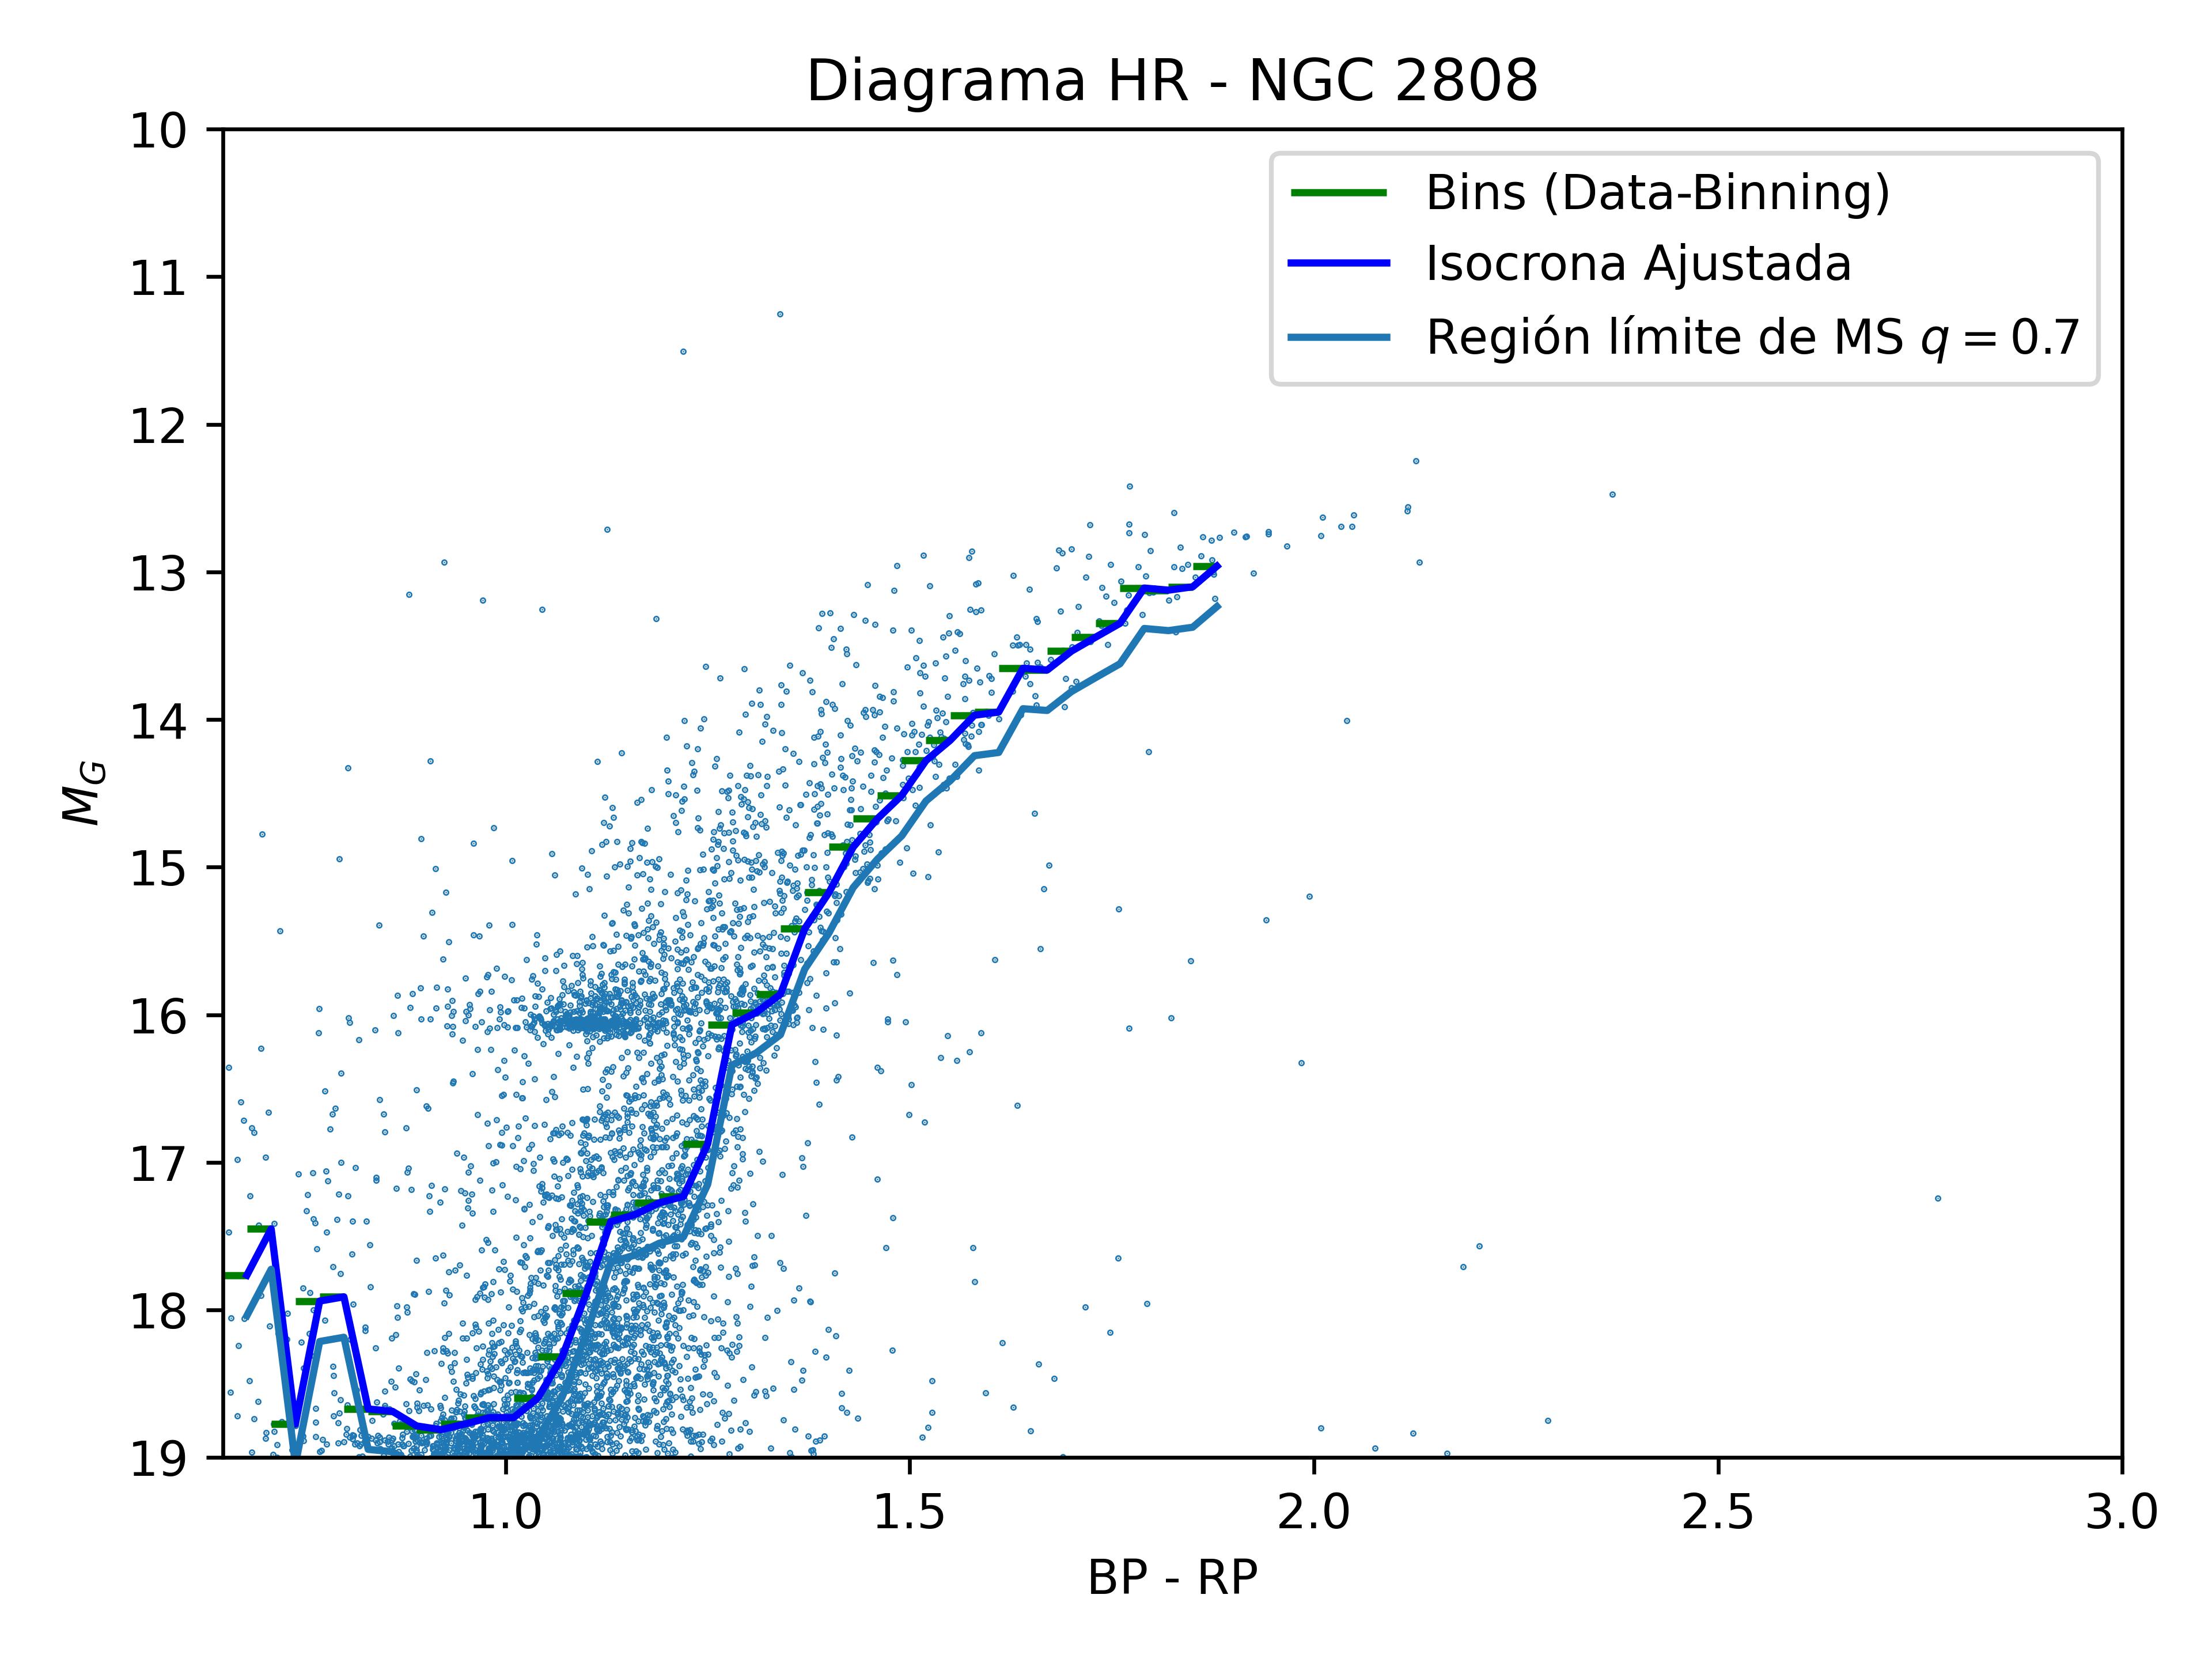 Diagrama HR - NGC 2808
Bins (Data-Binning)
Isocrona Ajustada
Región límite de MS q = 0.7
M_G
10
11
12
13
14
15
16
17
18
19
1.0 1.5 2.0 2.5 3.0
BP - RP